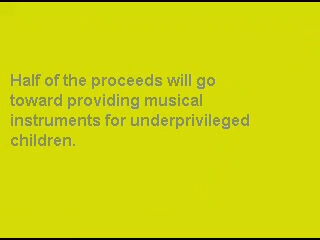 Half of the proceeds will go
toward providing musical
instruments for underprivileged
children.